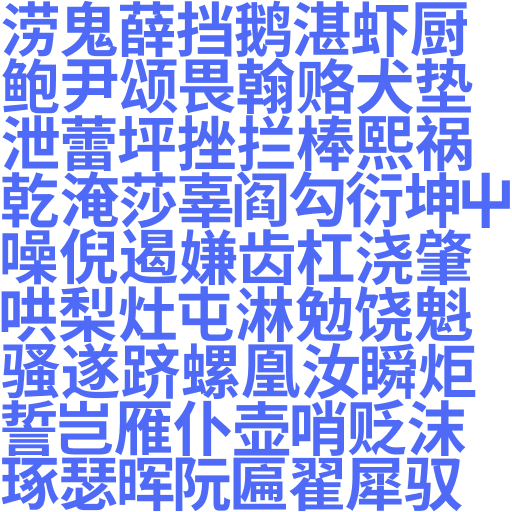 涝鬼薛挡鹅湛虾厨
鲍尹颂畏翰赂犬垫
泄蕾坪挫拦棒熙祸
乾淹莎辜阎勾衍坤屮
噪倪遏嫌齿杠浇肇
哄梨灶屯淋勉饶魁
骚遂跻螺凰汝瞬炬
誓岂雁仆壶哨贬沫
琢瑟晖阮匾翟犀驭